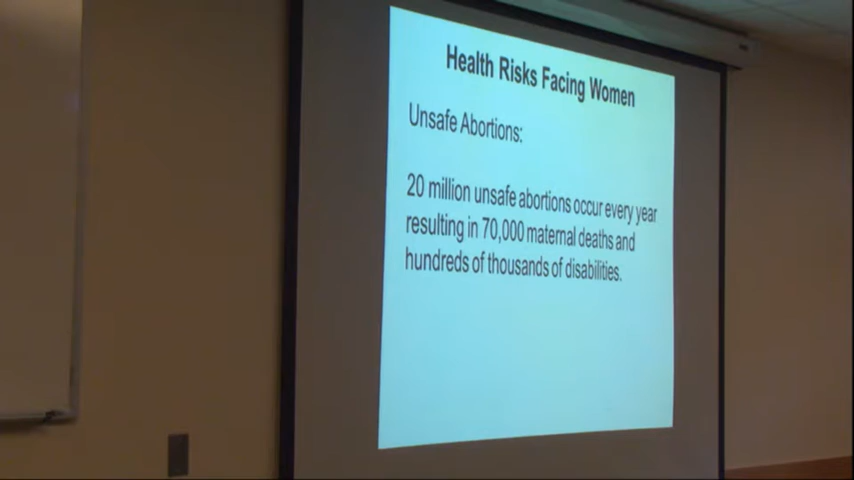 Health Risks Facing Women
Unsafe Abortions:
20 million unsafe abortions occur every year
resulting in 70,000 maternal deaths and
hundreds of thousands of disabilities.